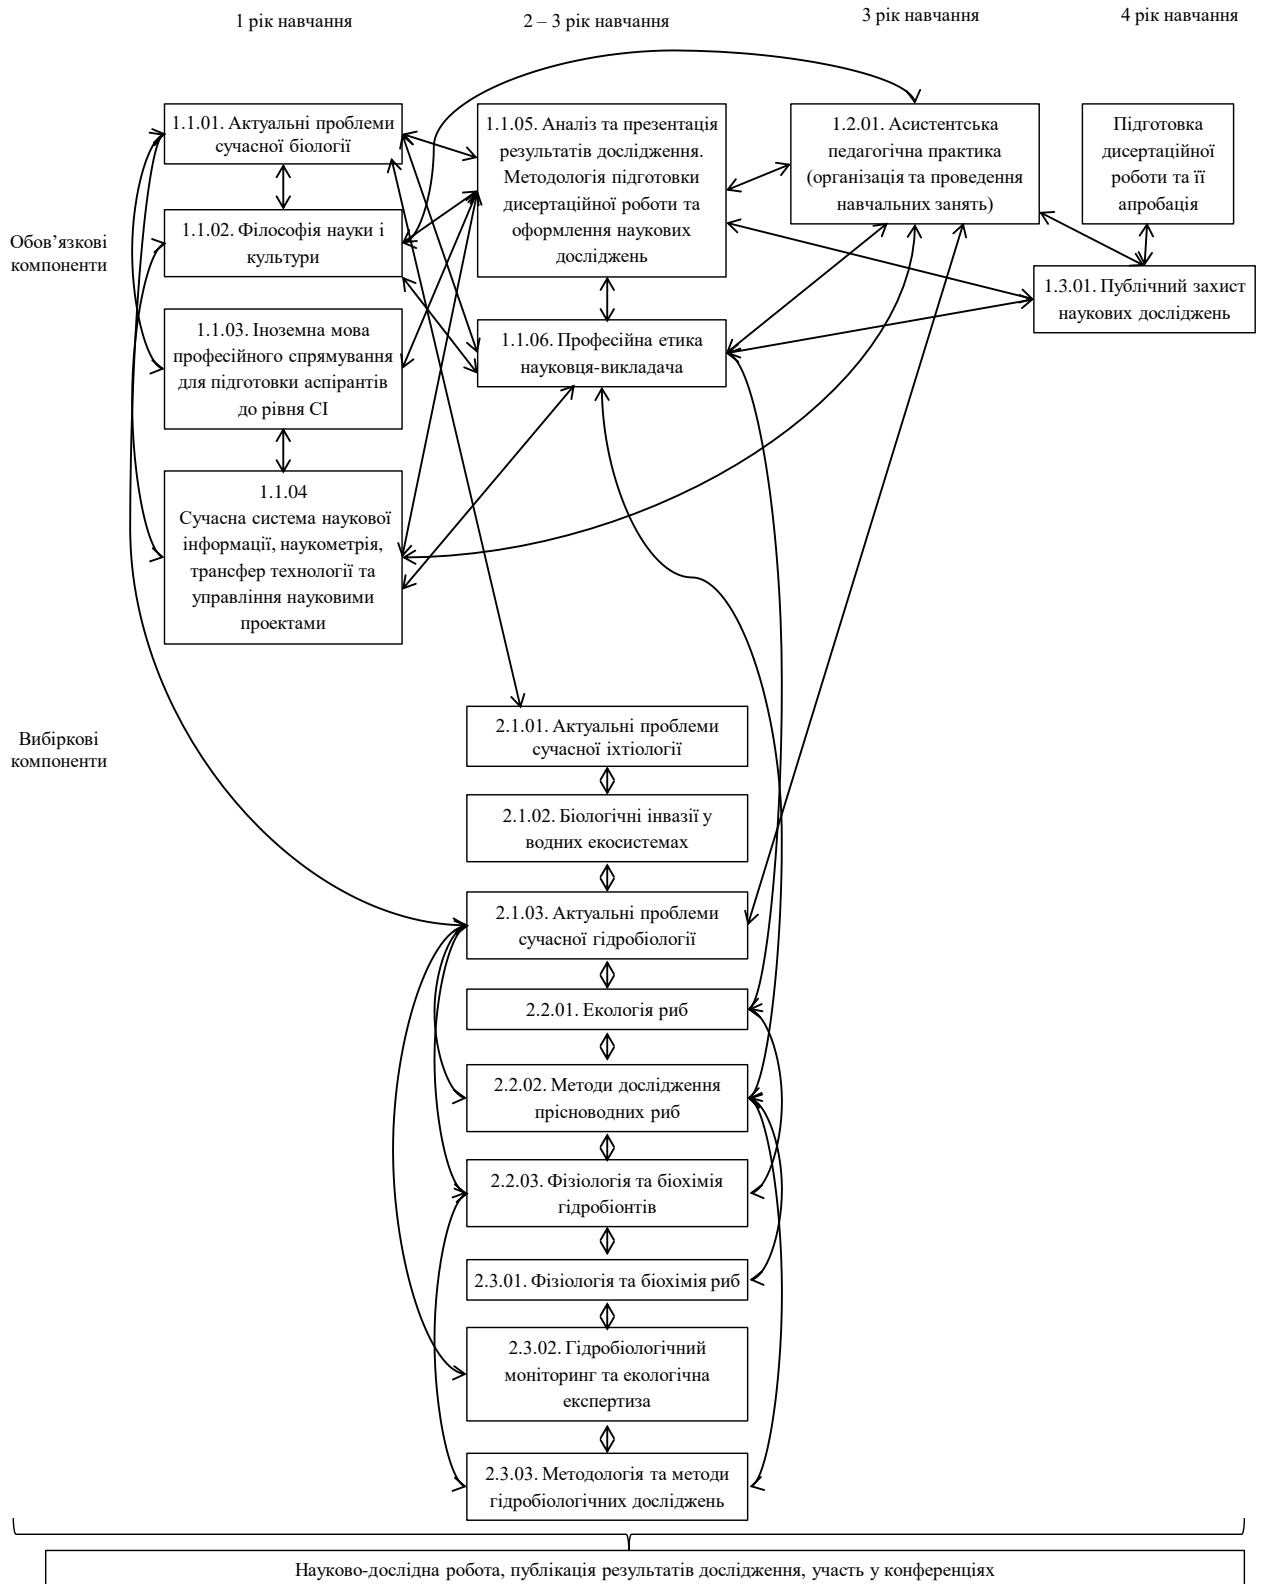 1 рік навчання
2 – 3 рік навчання
3 рік навчання
4 рік навчання
Обов’язкові
компоненти
1.1.01. Актуальні проблеми
сучасної біології
1.1.02. Філософія науки і
культури
1.1.03. Іноземна мова
професійного спрямування
для підготовки аспірантів
до рівня СІ
1.1.04
Сучасна система наукової
інформації, наукометрія,
трансфер технології та
управління науковими
проектами
1.1.05. Аналіз та презентація
результатів дослідження.
Методологія підготовки
дисертаційної роботи та
оформлення наукових
досліджень
1.1.06. Професійна етика
науковця-викладача
1.2.01. Асистентська
педагогічна практика
(організація та проведення
навчальних занять)
Підготовка
дисертаційної
роботи та її
апробація
1.3.01. Публічний захист
наукових досліджень
Вибіркові
компоненти
2.1.01. Актуальні проблеми
сучасної іхтіології
2.1.02. Біологічні інвазії у
водних екосистемах
2.1.03. Актуальні проблеми
сучасної гідробіології
2.2.01. Екологія риб
2.2.02. Методи дослідження
прісноводних риб
2.2.03. Фізіологія та біохімія
гідробіонтів
2.3.01. Фізіологія та біохімія риб
2.3.02. Гідробіологічний
моніторинг та екологічна
експертиза
2.3.03. Методологія та методи
гідробіологічних досліджень
Науково-дослідна робота, публікація результатів дослідження, участь у конференціях